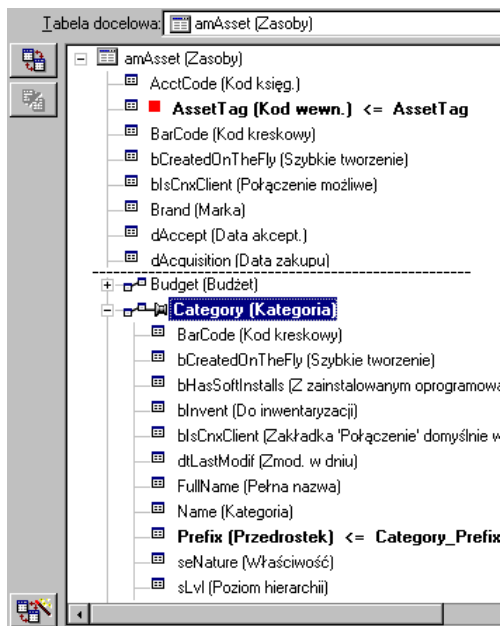 Tabela docelowa: amAsset (Zasoby)
amAsset (Zasoby)
AcctCode (Kod księg.)
AssetTag (Kod wewn.) <= AssetTag
BarCode (Kod kreskowy)
bCreatedOnTheFly (Szybkie tworzenie)
bIsCnxClient (Połączenie możliwe)
Brand (Marka)
dAccept (Data akcept.)
dAcquisition (Data zakupu)
Budget (Budżet)
Category (Kategoria)
BarCode (Kod kreskowy)
bCreatedOnTheFly (Szybkie tworzenie)
bHasSoftInstalls (Z zainstalowanym oprogramowa
bInvent (Do inwentaryzacji)
bIsCnxClient (Zakładka 'Połączenie' domyślnie w
dtLastModif (Zmod. w dniu)
FullName (Pełna nazwa)
Name (Kategoria)
Prefix (Przedrostek) <= Category_Prefix
seNature (Właściwość)
sLvl (Poziom hierarchii)